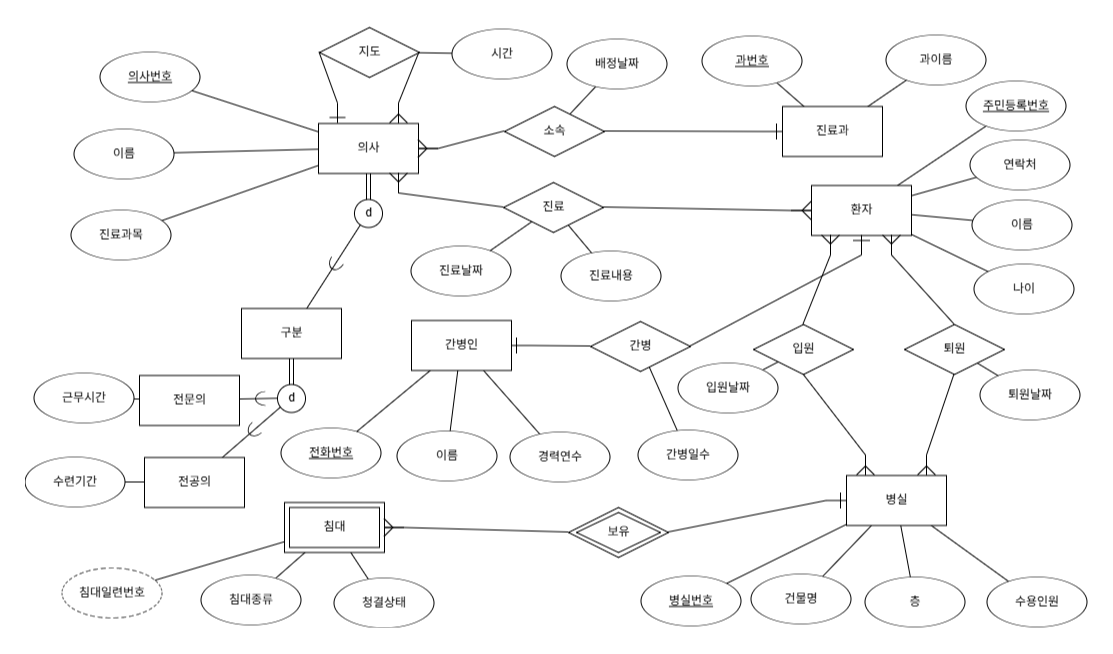 지도
시간
배정날짜
과번호
과이름
의사번호
주민등록번호
소속
진료과
의사
이름
연락처
d
진료
환자
이름
진료과목
진료날짜
진료내용
나이
구분
간병인
간병
입원
퇴원
근무시간
전문의
d
입원날짜
퇴원날짜
전화번호
이름
경력연수
간병일수
수련기간
전공의
병실
침대
보유
침대일련번호
침대종류
청결상태
병실번호
건물명
층
수용인원